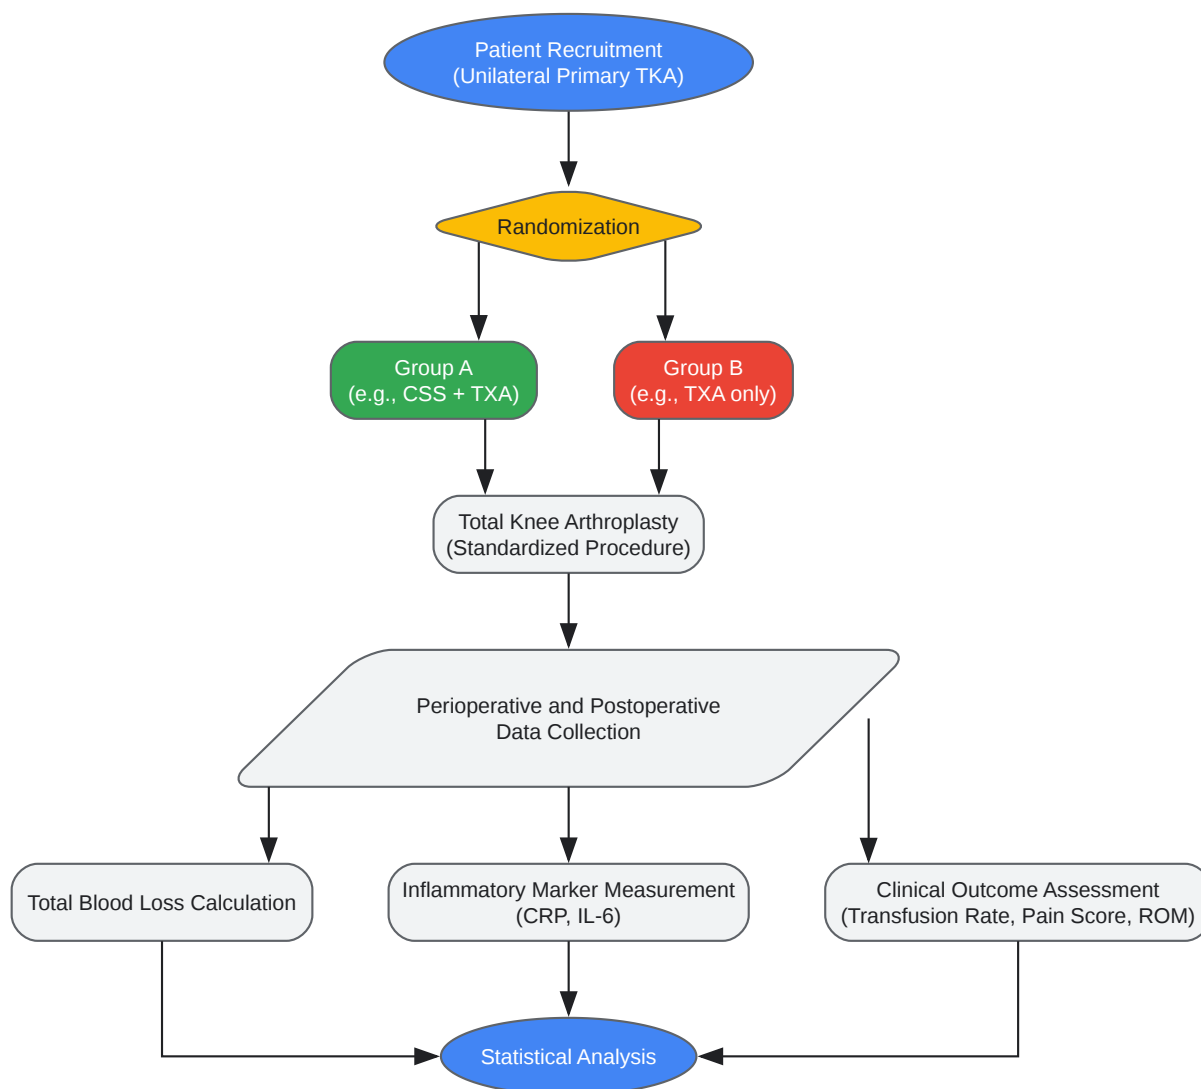 Patient Recruitment
(Unilateral Primary TKA)
Randomization
Group A
(e.g., CSS + TXA)
Group B
(e.g., TXA only)
Total Knee Arthroplasty
(Standardized Procedure)
Perioperative and Postoperative
Data Collection
Total Blood Loss Calculation
Inflammatory Marker Measurement
(CRP, IL-6)
Clinical Outcome Assessment
(Transfusion Rate, Pain Score, ROM)
Statistical Analysis